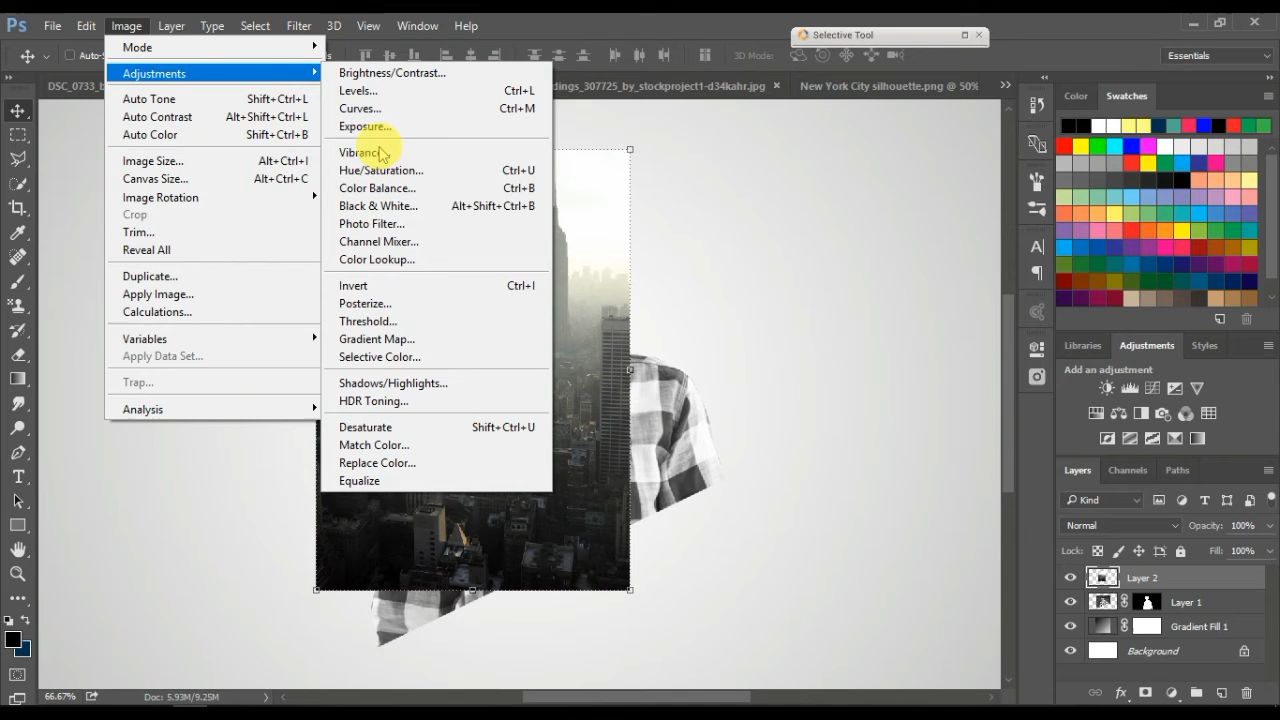 Ps File Edit Image Layer Type Select Filter 3D View Window Help
Selective Tool
Auto-S
3D Mode:
Essentials
DSC_0733_b
dings_307725_by_stockproject1-d34kahr.jpg
New York City silhouette.png @ 50%
Mode
Adjustments
Auto Tone Shift+Ctrl+L
Auto Contrast Alt+Shift+Ctrl+L
Auto Color Shift+Ctrl+B
Image Size... Alt+Ctrl+I
Canvas Size... Alt+Ctrl+C
Image Rotation
Crop
Trim...
Reveal All
Duplicate...
Apply Image...
Calculations...
Variables
Apply Data Set...
Trap...
Analysis
Brightness/Contrast...
Levels... Ctrl+L
Curves... Ctrl+M
Exposure...
Vibrance...
Hue/Saturation... Ctrl+U
Color Balance... Ctrl+B
Black & White... Alt+Shift+Ctrl+B
Photo Filter...
Channel Mixer...
Color Lookup...
Invert Ctrl+I
Posterize...
Threshold...
Gradient Map...
Selective Color...
Shadows/Highlights...
HDR Toning...
Desaturate Shift+Ctrl+U
Match Color...
Replace Color...
Equalize
Color Swatches
Libraries Adjustments Styles
Add an adjustment
Layers Channels Paths
Kind
Normal Opacity: 100%
Lock: Fill: 100%
Layer 2
Layer 1
Gradient Fill 1
Background
66.67% Doc: 5.93M/9.25M